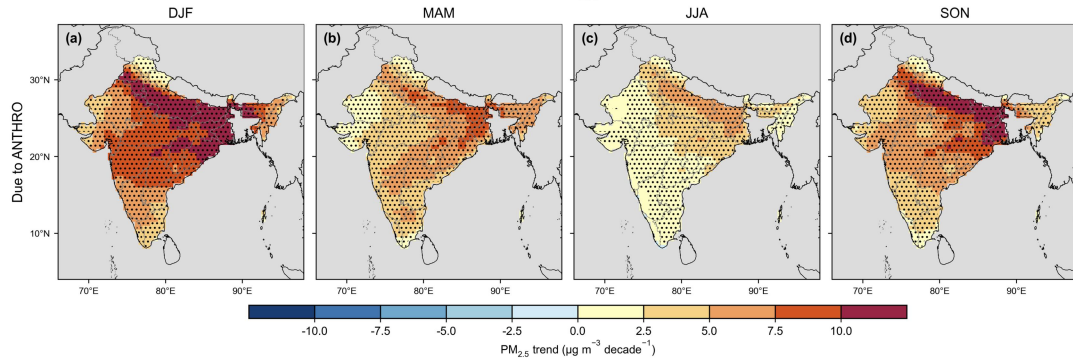 DJF MAM JJA SON
(a) (b) (c) (d)
Due to ANTHRO
30°N
20°N
10°N
70°E 80°E 90°E 70°E 80°E 90°E 70°E 80°E 90°E 70°E 80°E 90°E
-10.0 -7.5 -5.0 -2.5 0.0 2.5 5.0 7.5 10.0
PM₂.₅ trend (μg m⁻³ decade⁻¹)